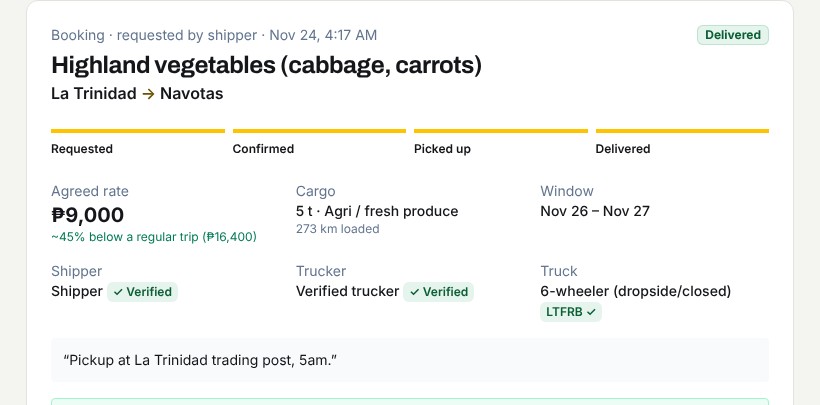 Booking · requested by shipper · Nov 24, 4:17 AM
Delivered
Highland vegetables (cabbage, carrots)
La Trinidad → Navotas
Requested
Confirmed
Picked up
Delivered
Agreed rate
Cargo
Window
₱9,000
5 t · Agri / fresh produce
Nov 26 – Nov 27
~45% below a regular trip (₱16,400)
273 km loaded
Shipper
Trucker
Truck
Shipper ✓ Verified
Verified trucker ✓ Verified
6-wheeler (dropside/closed)
LTFRB ✓
“Pickup at La Trinidad trading post, 5am.”